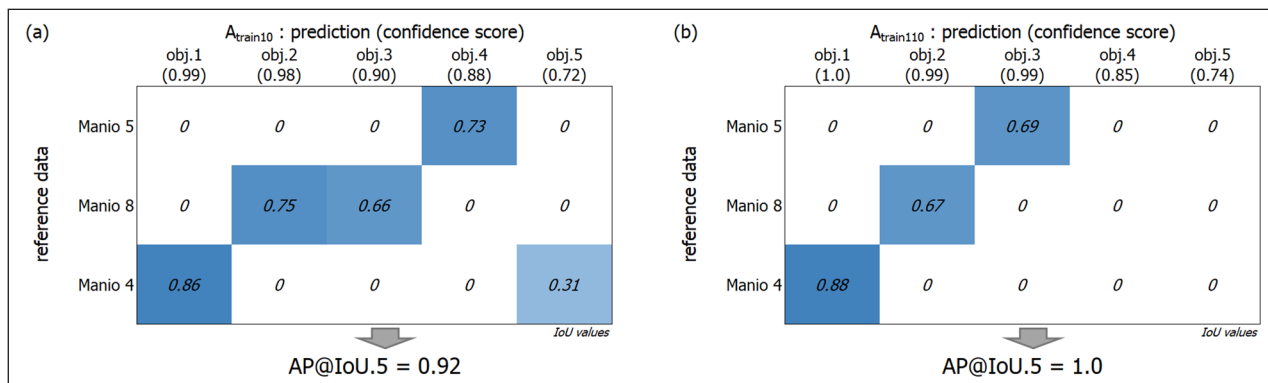 (a)
A_train10 : prediction (confidence score)
obj.1 obj.2 obj.3 obj.4 obj.5
(0.99) (0.98) (0.90) (0.88) (0.72)
reference data
Manio 5 0 0 0 0.73 0
Manio 8 0 0.75 0.66 0 0
Manio 4 0.86 0 0 0 0.31
IoU values
AP@IoU.5 = 0.92
(b)
A_train110 : prediction (confidence score)
obj.1 obj.2 obj.3 obj.4 obj.5
(1.0) (0.99) (0.99) (0.85) (0.74)
reference data
Manio 5 0 0 0.69 0 0
Manio 8 0 0.67 0 0 0
Manio 4 0.88 0 0 0 0
IoU values
AP@IoU.5 = 1.0